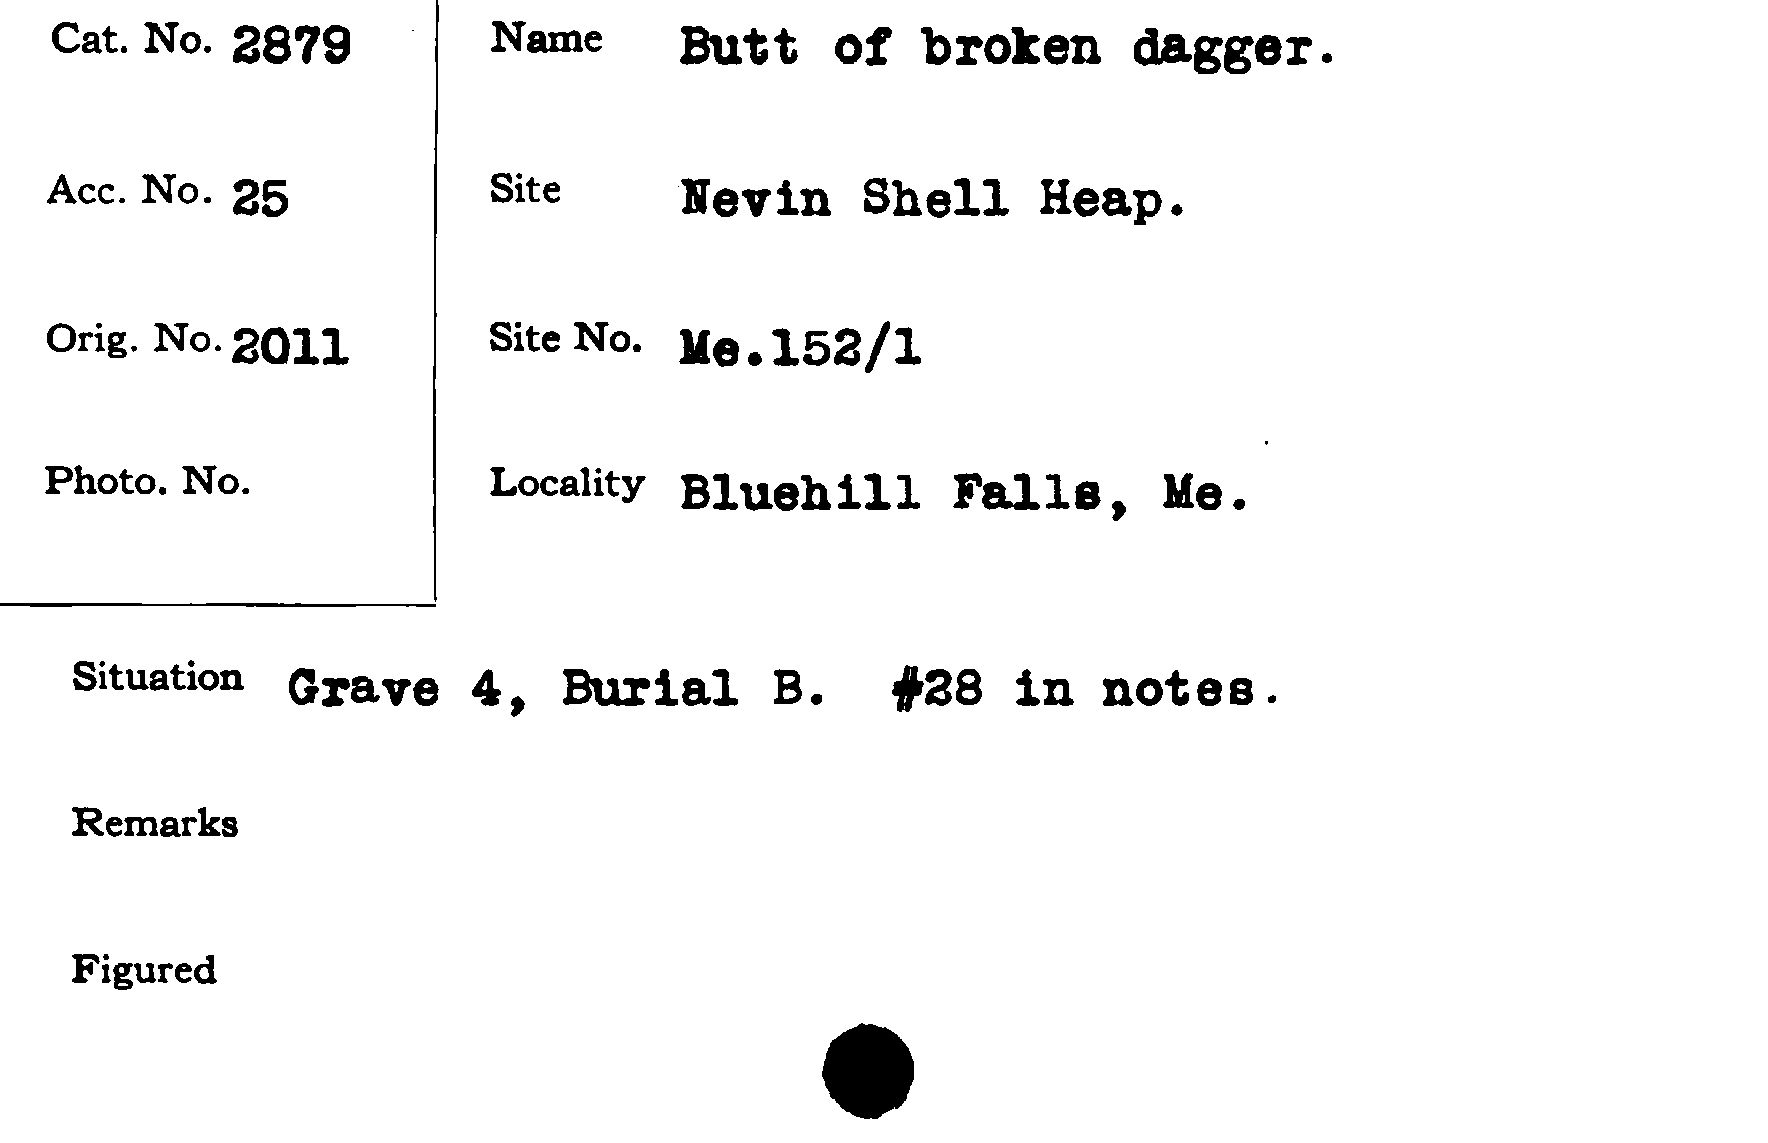 Cat. No. 2879
Name Butt of broken dagger.
Acc. No. 25
Site Nevin Shell Heap.
Orig. No. 2011
Site No. Me.152/1
Photo. No.
Locality Bluehill Falls, Me.
Situation Grave 4, Burial B. #28 in notes.
Remarks
Figured